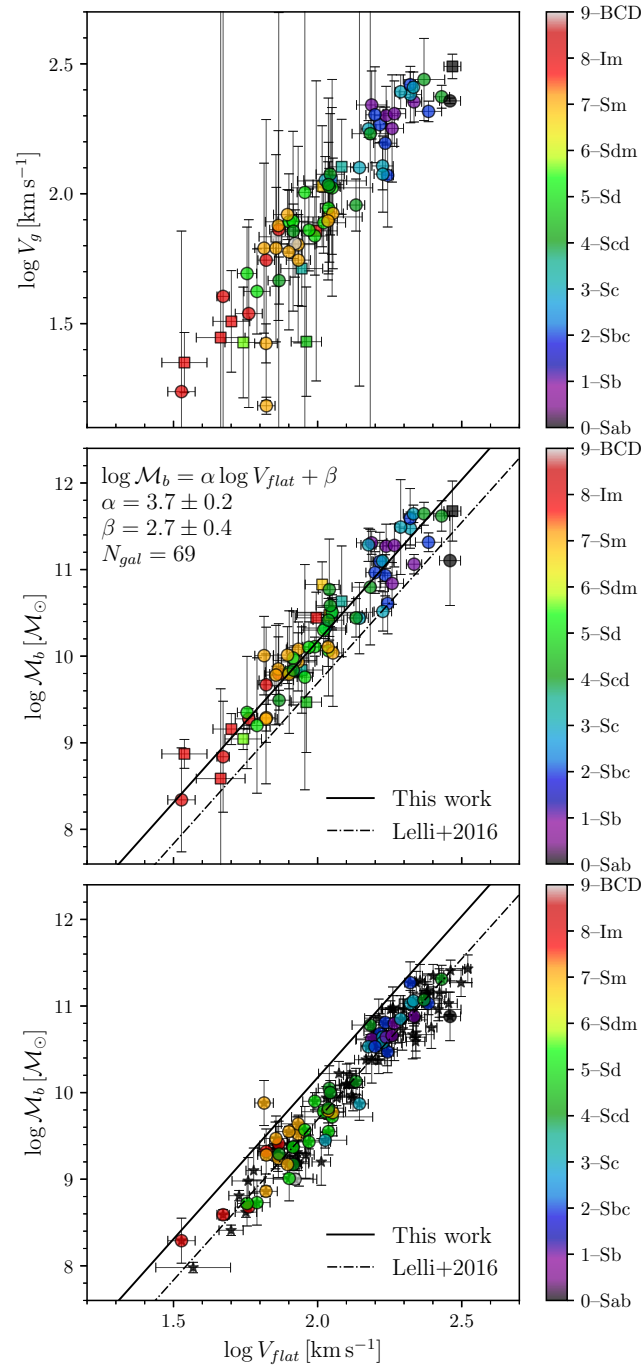 2.5
2.0
1.5
log V_g [km s^−1]
9–BCD
8–Im
7–Sm
6–Sdm
5–Sd
4–Scd
3–Sc
2–Sbc
1–Sb
0–Sab
log M_b = α log V_flat + β
α = 3.7 ± 0.2
β = 2.7 ± 0.4
N_gal = 69
12
11
10
9
8
log M_b [M_⊙]
This work
Lelli+2016
9–BCD
8–Im
7–Sm
6–Sdm
5–Sd
4–Scd
3–Sc
2–Sbc
1–Sb
0–Sab
12
11
10
9
8
log M_b [M_⊙]
This work
Lelli+2016
1.5 2.0 2.5
log V_flat [km s^−1]
9–BCD
8–Im
7–Sm
6–Sdm
5–Sd
4–Scd
3–Sc
2–Sbc
1–Sb
0–Sab